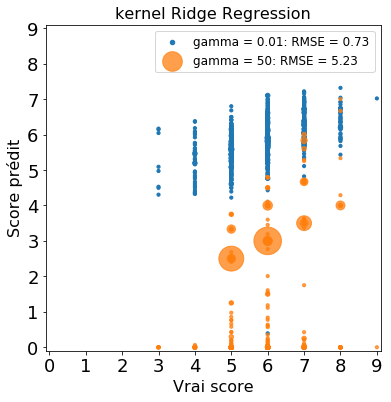 kernel Ridge Regression
gamma = 0.01: RMSE = 0.73
gamma = 50: RMSE = 5.23
Score prédit
9
8
7
6
5
4
3
2
1
0
0 1 2 3 4 5 6 7 8 9
Vrai score